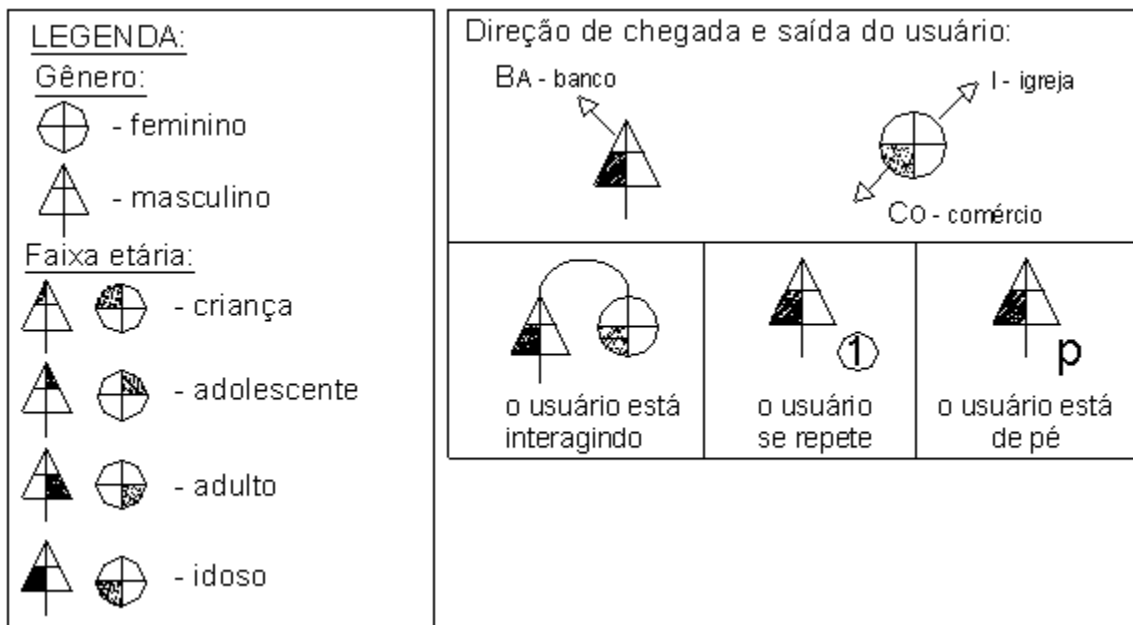 LEGENDA:
Gênero:
- feminino
- masculino
Faixa etária:
- criança
- adolescente
- adulto
- idoso
Direção de chegada e saída do usuário:
BA - banco
I - igreja
Co - comércio
o usuário está
interagindo
1
o usuário
se repete
p
o usuário está
de pé